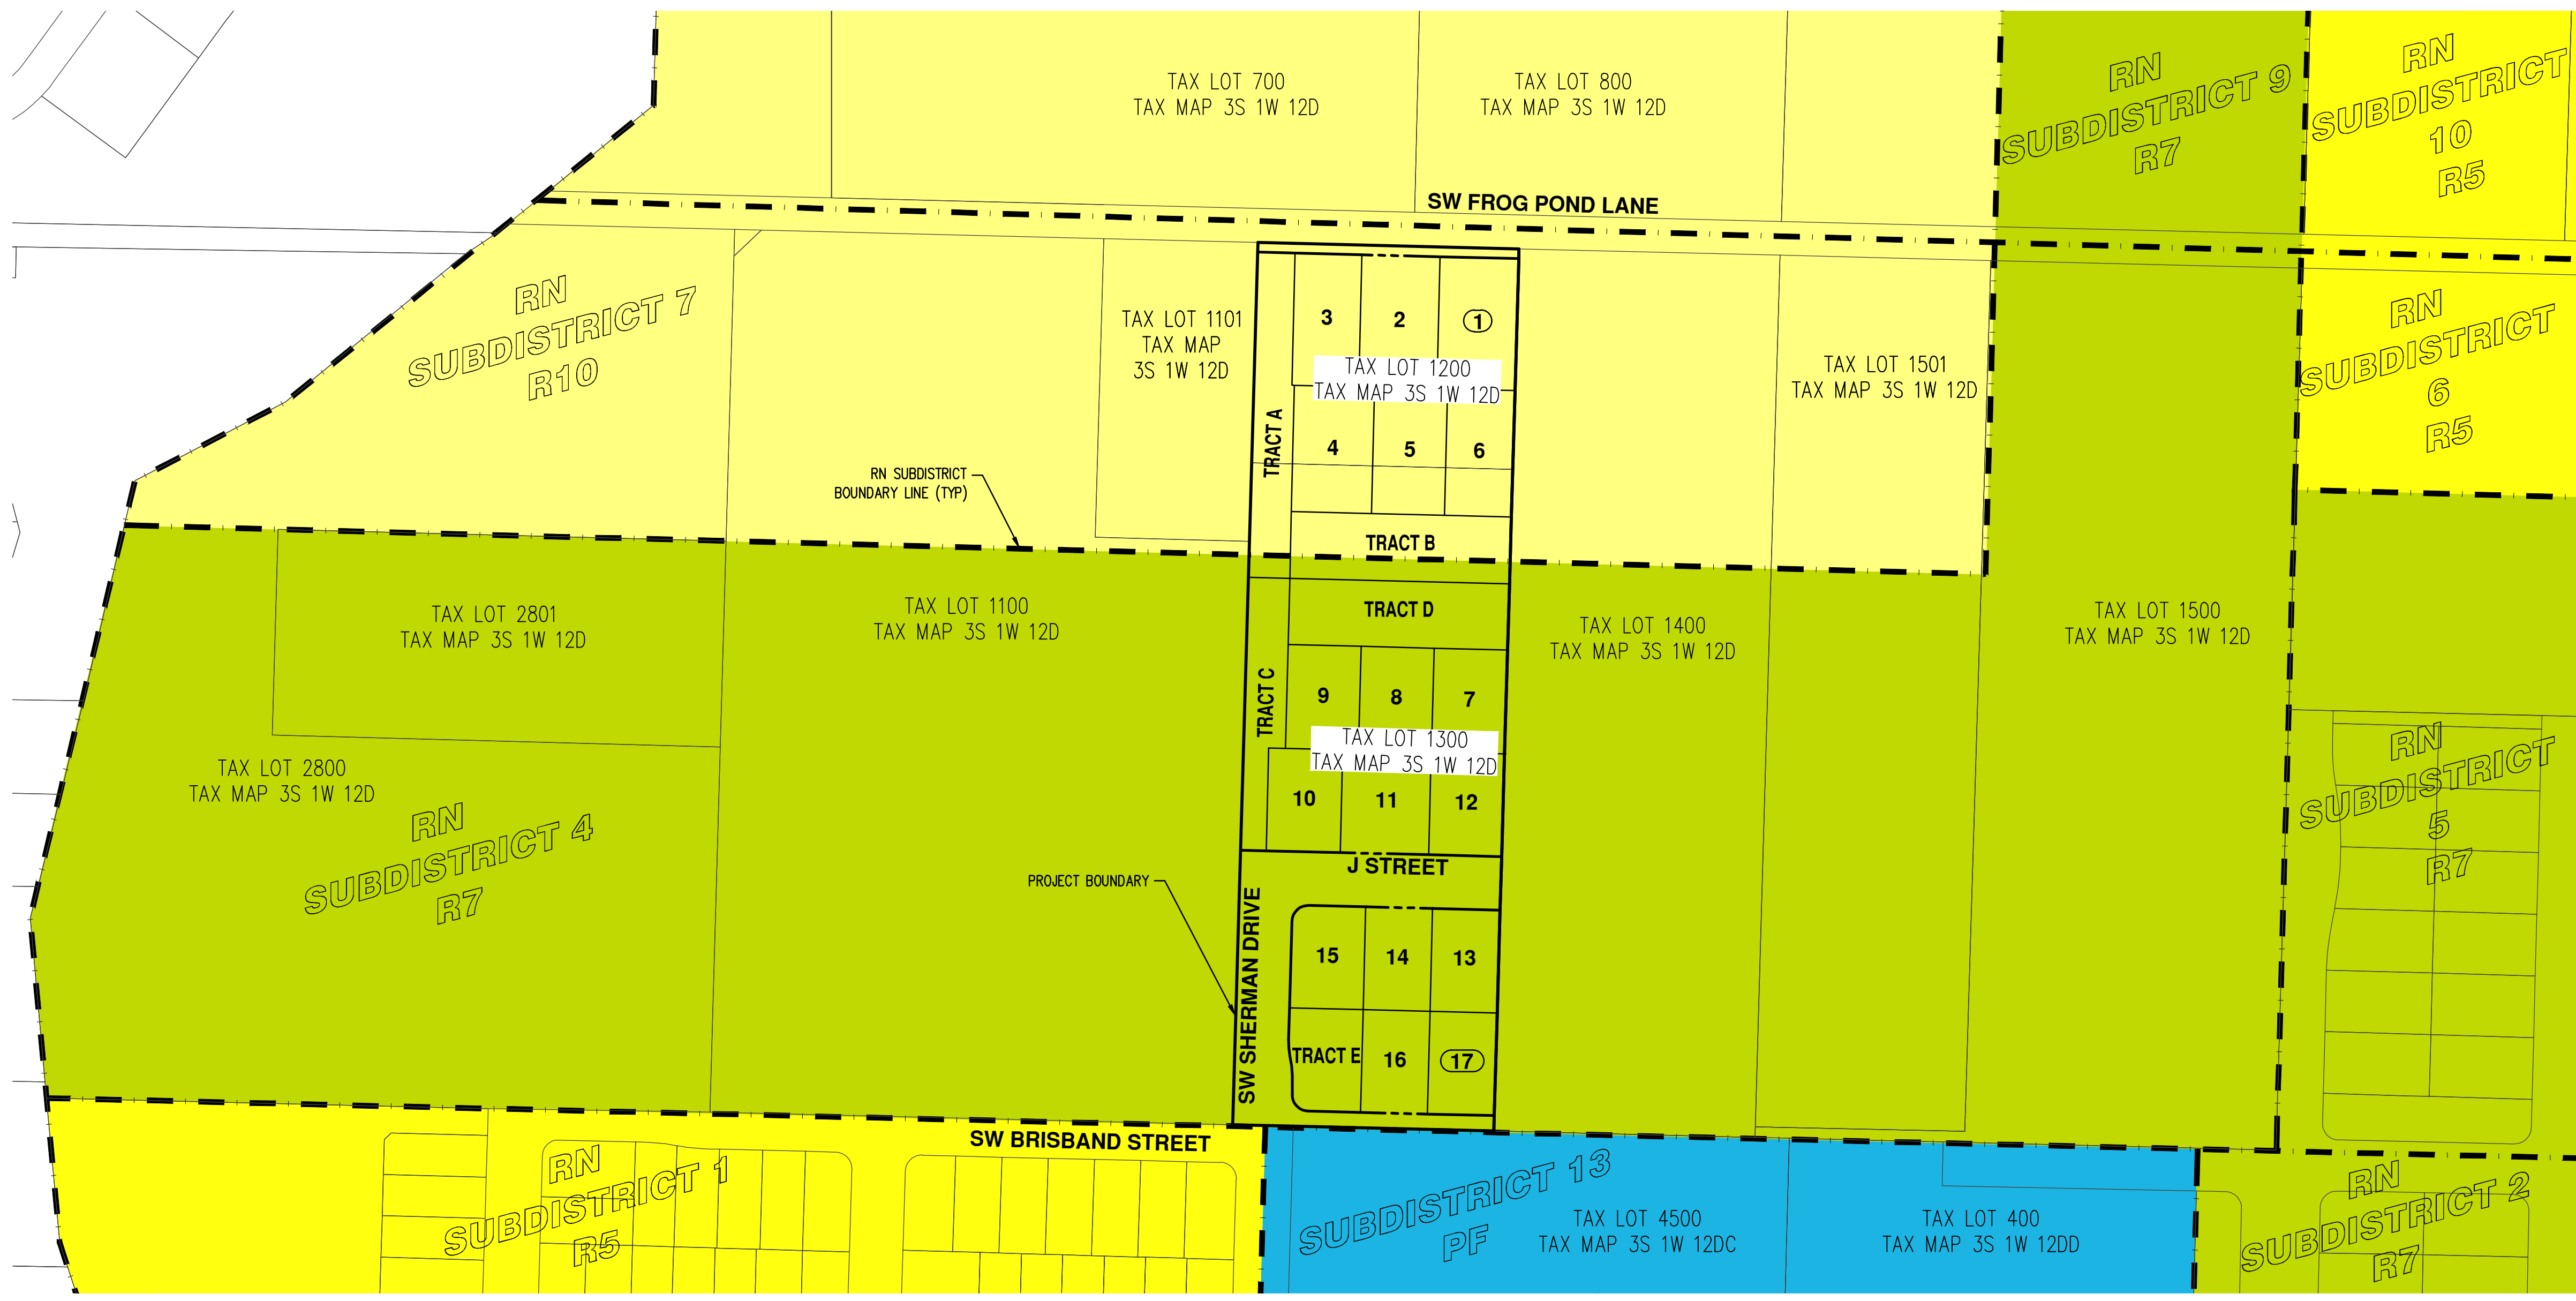 TAX LOT 700
TAX MAP 3S 1W 12D
TAX LOT 800
TAX MAP 3S 1W 12D
RN
SUBDISTRICT 9
R7
RN
SUBDISTRICT
10
R5
SW FROG POND LANE
RN
SUBDISTRICT 7
R10
TAX LOT 1101
TAX MAP
3S 1W 12D
3
2
1
TAX LOT 1200
TAX MAP 3S 1W 12D
TRACT A
4
5
6
TAX LOT 1501
TAX MAP 3S 1W 12D
RN
SUBDISTRICT
6
R5
RN SUBDISTRICT
BOUNDARY LINE (TYP)
TRACT B
TRACT D
TAX LOT 2801
TAX MAP 3S 1W 12D
TAX LOT 1100
TAX MAP 3S 1W 12D
TAX LOT 1400
TAX MAP 3S 1W 12D
TAX LOT 1500
TAX MAP 3S 1W 12D
TRACT C
9
8
7
TAX LOT 1300
TAX MAP 3S 1W 12D
10
11
12
TAX LOT 2800
TAX MAP 3S 1W 12D
RN
SUBDISTRICT 4
R7
RN
SUBDISTRICT
5
R7
J STREET
PROJECT BOUNDARY
SW SHERMAN DRIVE
15
14
13
TRACT E
16
17
SW BRISBAND STREET
RN
SUBDISTRICT 1
R5
SUBDISTRICT 13
PF
TAX LOT 4500
TAX MAP 3S 1W 12DC
TAX LOT 400
TAX MAP 3S 1W 12DD
RN
SUBDISTRICT 2
R7